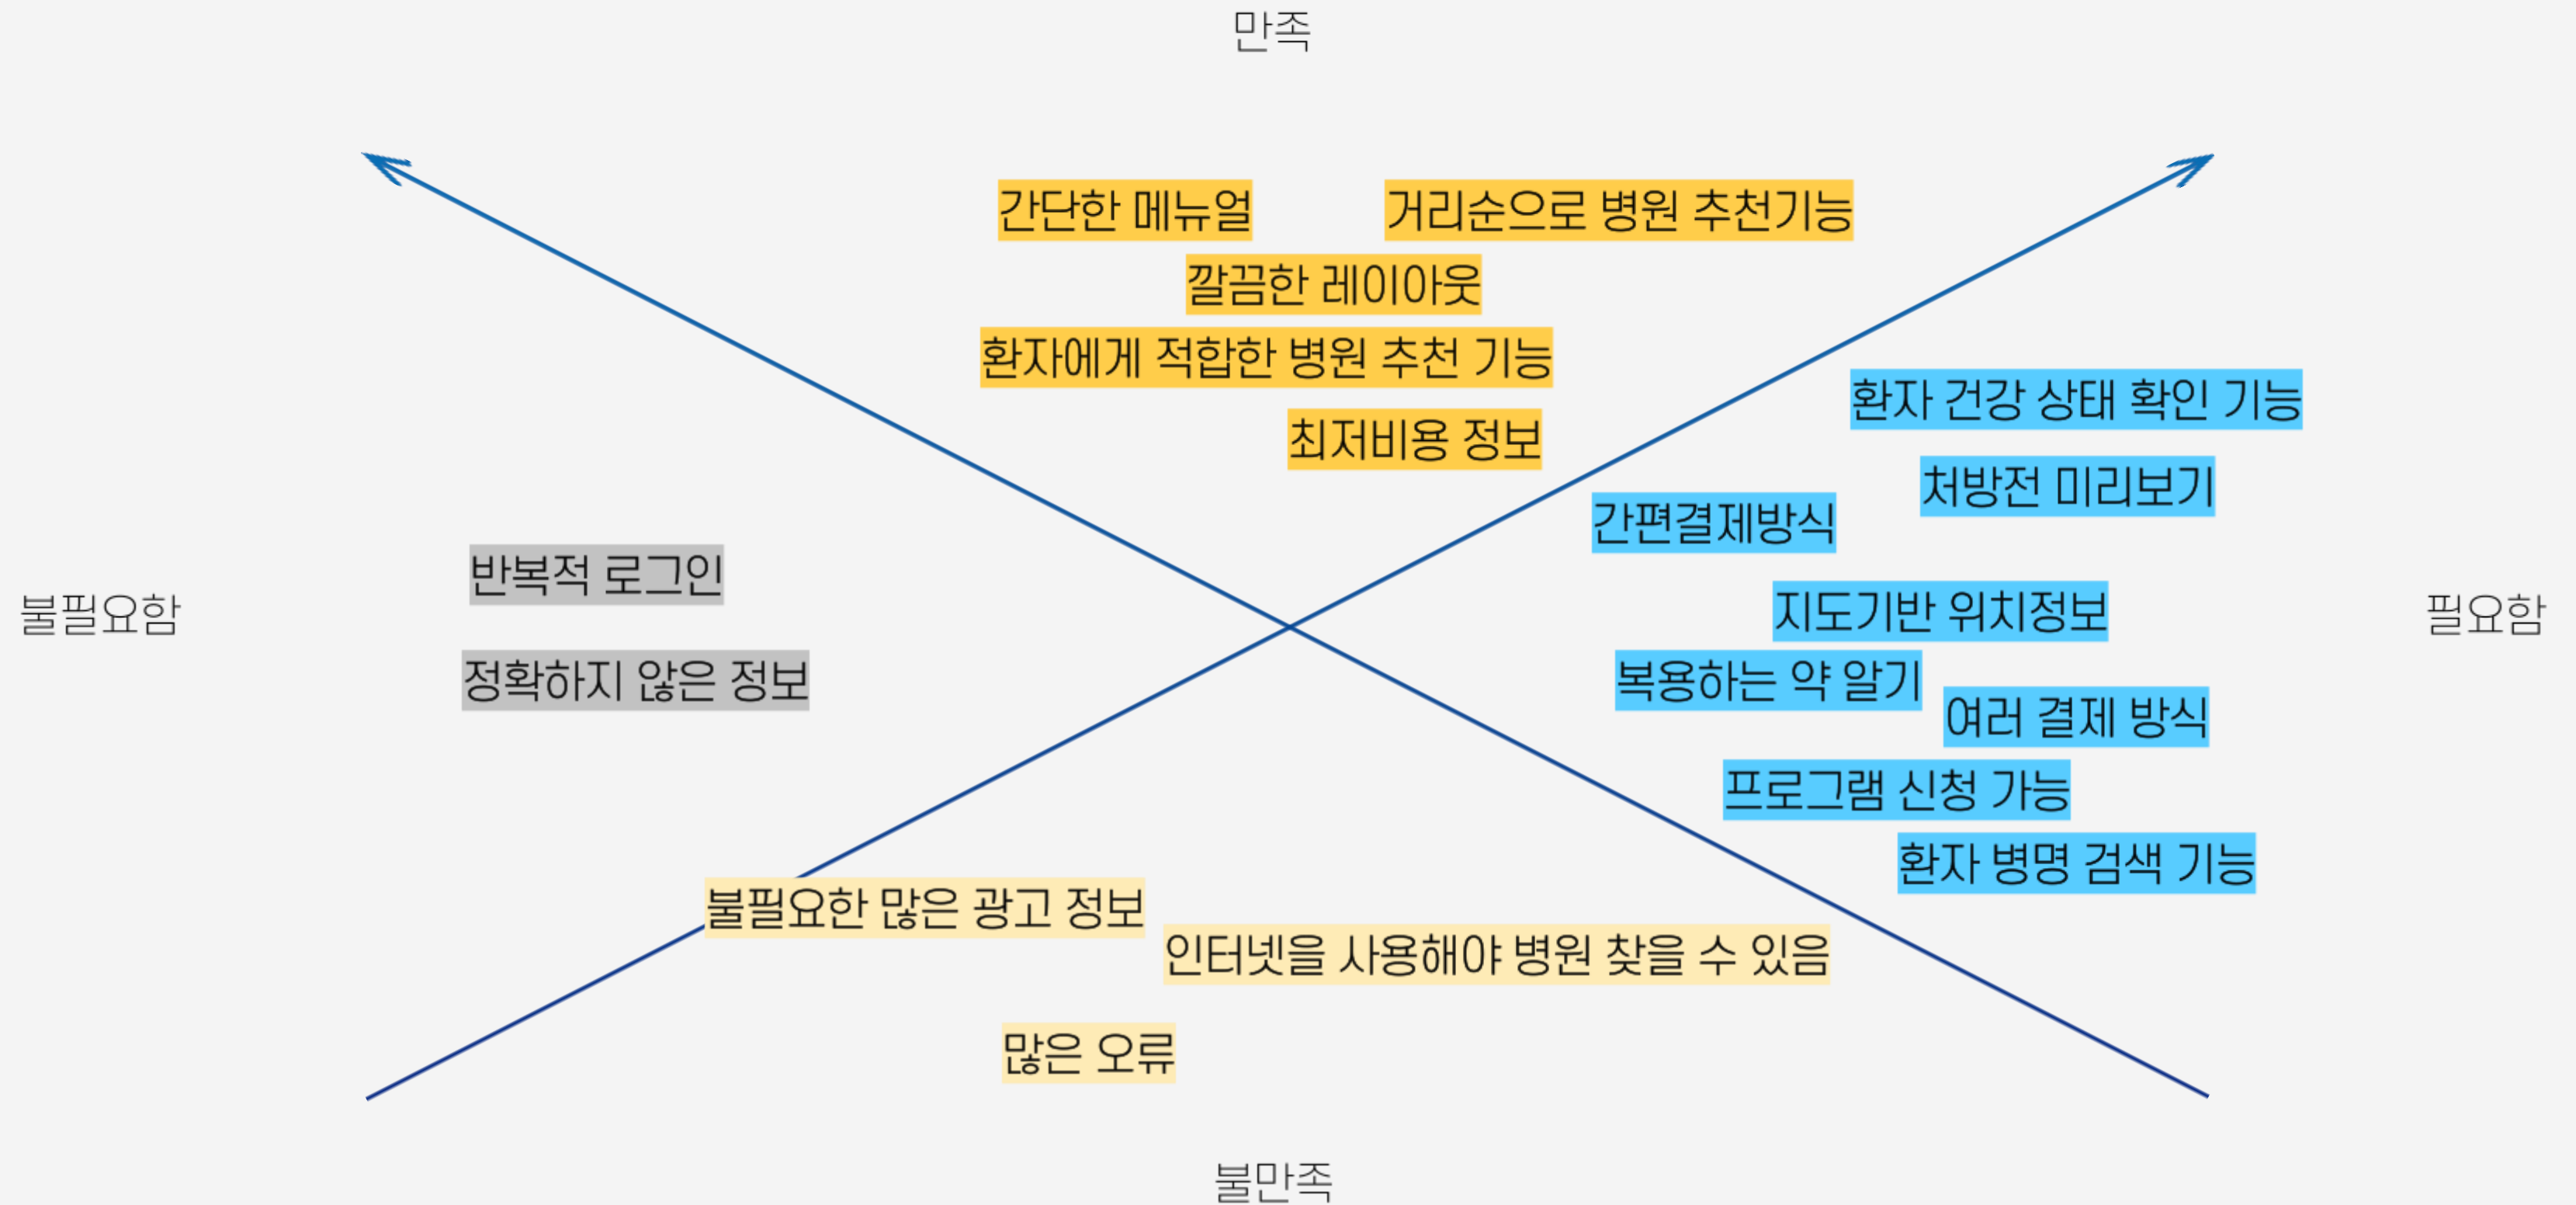 만족
간단한 메뉴얼
거리순으로 병원 추천기능
깔끔한 레이아웃
환자에게 적합한 병원 추천 기능
최저비용 정보
환자 건강 상태 확인 기능
처방전 미리보기
간편결제방식
반복적 로그인
불필요함
지도기반 위치정보
필요함
정확하지 않은 정보
복용하는 약 알기
여러 결제 방식
프로그램 신청 가능
환자 병명 검색 기능
불필요한 많은 광고 정보
인터넷을 사용해야 병원 찾을 수 있음
많은 오류
불만족